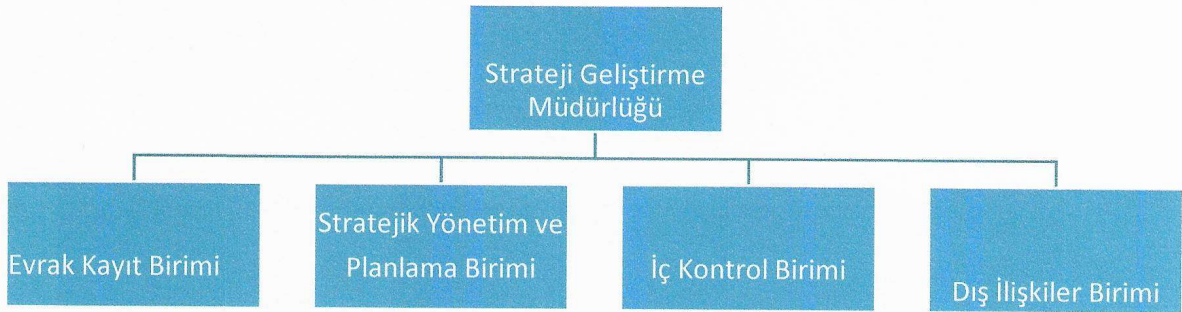 Strateji Geliştirme
Müdürlüğü
Evrak Kayıt Birimi
Stratejik Yönetim ve
Planlama Birimi
İç Kontrol Birimi
Dış İlişkiler Birimi